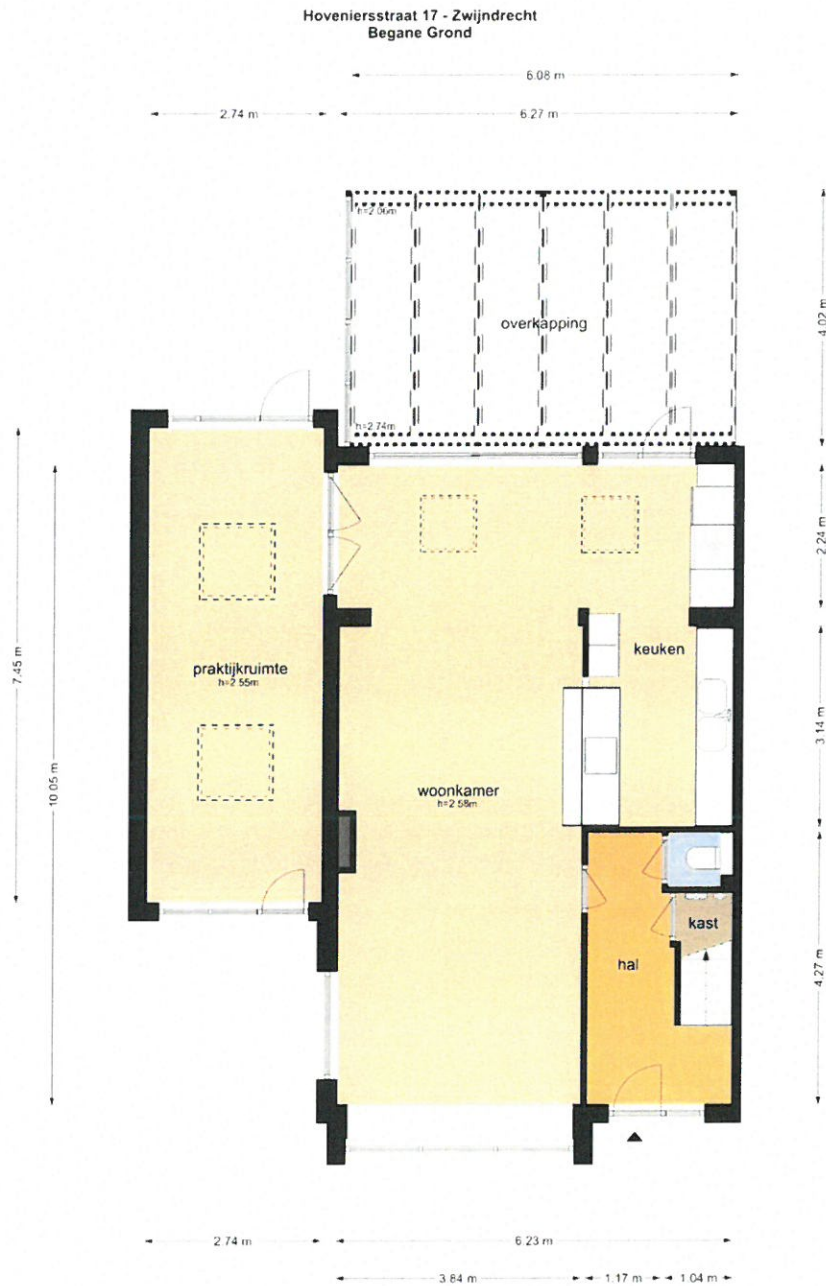 Hoveniersstraat 17 - Zwijndrecht
Begane Grond
6.08 m
2.74 m
6.27 m
h=2.06m
4.02 m
overkapping
h=2.74m
2.24 m
keuken
praktijkruimte
h=2.55m
7.45 m
3.14 m
10.05 m
woonkamer
h=2.58m
kast
hal
4.27 m
2.74 m
6.23 m
3.84 m
1.17 m
1.04 m